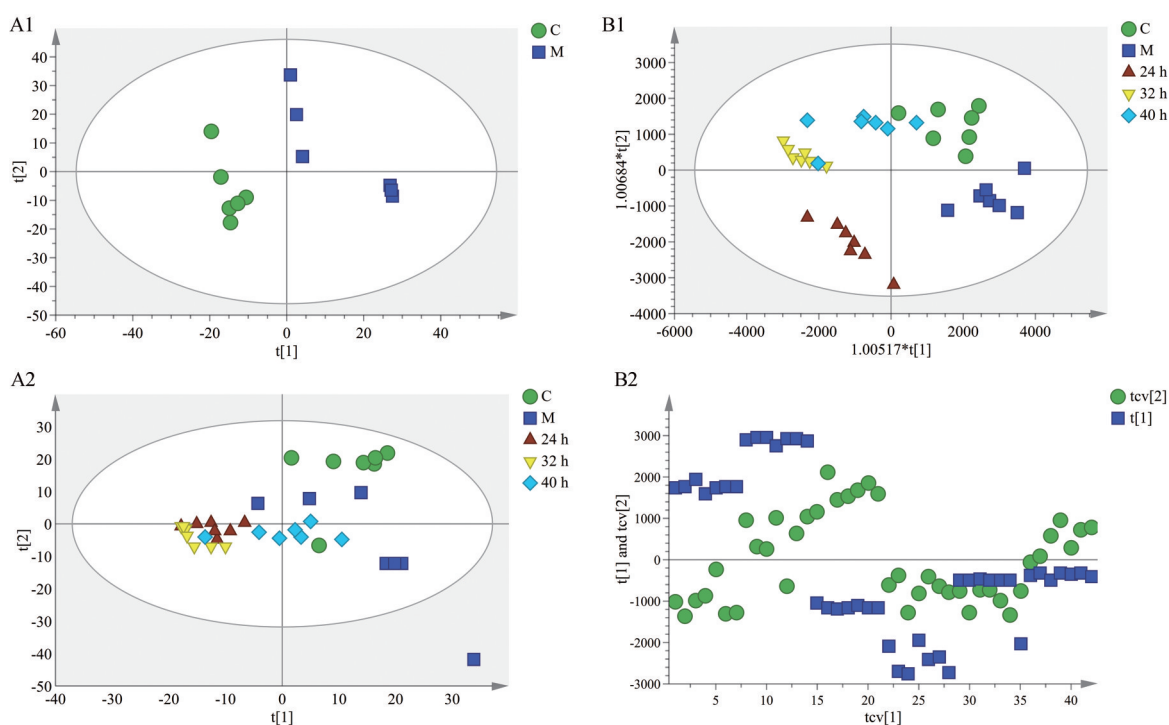 A1
C
M
40
30
20
10
0
-10
-20
-30
-40
-50
t[2]
-60
-40
-20
0
20
40
t[1]
B1
C
M
24 h
32 h
40 h
3000
2000
1000
0
-1000
-2000
-3000
-4000
1.00684*t[2]
-6000
-4000
-2000
0
2000
4000
1.00517*t[1]
A2
C
M
24 h
32 h
40 h
30
20
10
0
-10
-20
-30
-40
-50
t[2]
-40
-30
-20
-10
0
10
20
30
t[1]
B2
tcv[2]
t[1]
3000
2000
1000
0
-1000
-2000
-3000
t[1] and tcv[2]
5
10
15
20
25
30
35
40
tcv[1]